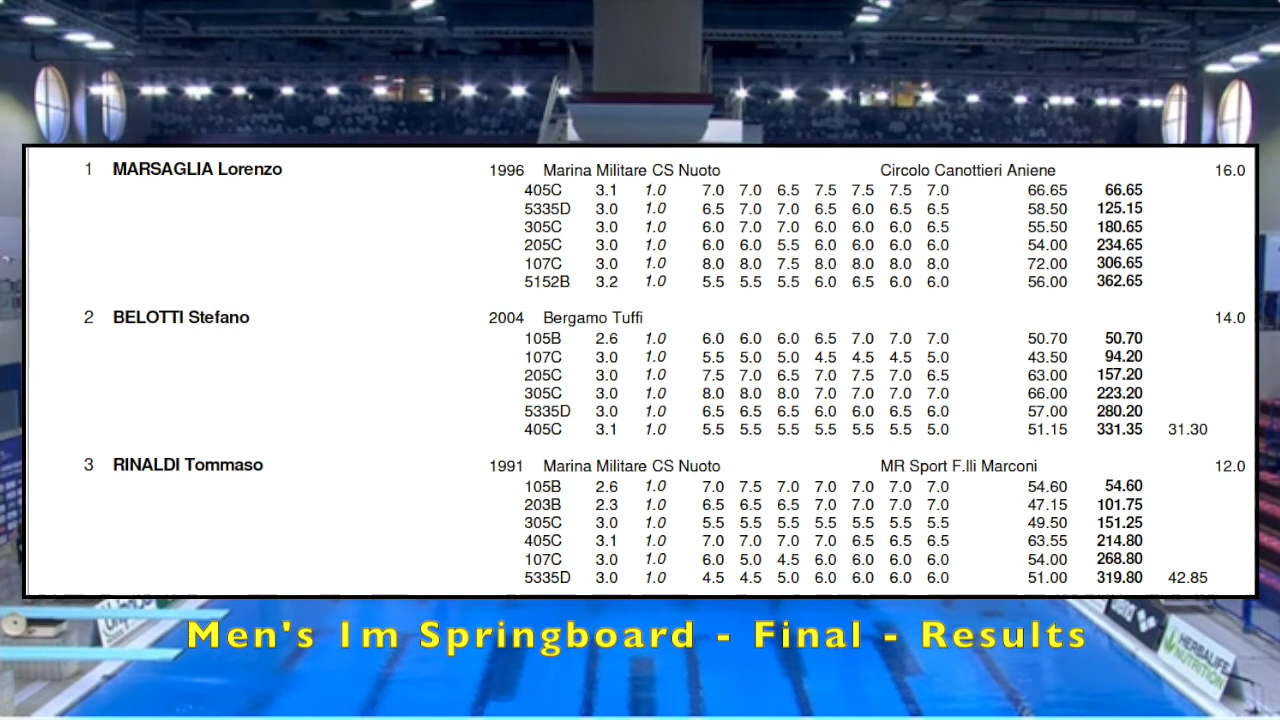 1 MARSAGLIA Lorenzo 1996 Marina Militare CS Nuoto Circolo Canottieri Aniene 16.0
405C 3.1 1.0 7.0 7.0 6.5 7.5 7.5 7.5 7.0 66.65 66.65
5335D 3.0 1.0 6.5 7.0 7.0 6.5 6.0 6.5 6.5 58.50 125.15
305C 3.0 1.0 6.0 7.0 7.0 6.0 6.0 6.0 6.5 55.50 180.65
205C 3.0 1.0 6.0 6.0 5.5 6.0 6.0 6.0 6.0 54.00 234.65
107C 3.0 1.0 8.0 8.0 7.5 8.0 8.0 8.0 8.0 72.00 306.65
5152B 3.2 1.0 5.5 5.5 5.5 6.0 6.5 6.0 6.0 56.00 362.65
2 BELOTTI Stefano 2004 Bergamo Tuffi 14.0
105B 2.6 1.0 6.0 6.0 6.0 6.5 7.0 7.0 7.0 50.70 50.70
107C 3.0 1.0 5.5 5.0 5.0 4.5 4.5 4.5 5.0 43.50 94.20
205C 3.0 1.0 7.5 7.0 6.5 7.0 7.5 7.0 6.5 63.00 157.20
305C 3.0 1.0 8.0 8.0 8.0 7.0 7.0 7.0 7.0 66.00 223.20
5335D 3.0 1.0 6.5 6.5 6.5 6.0 6.0 6.5 6.0 57.00 280.20
405C 3.1 1.0 5.5 5.5 5.5 5.5 5.5 5.5 5.0 51.15 331.35 31.30
3 RINALDI Tommaso 1991 Marina Militare CS Nuoto MR Sport F.lli Marconi 12.0
105B 2.6 1.0 7.0 7.5 7.0 7.0 7.0 7.0 7.0 54.60 54.60
203B 2.3 1.0 6.5 6.5 6.5 7.0 7.0 7.0 7.0 47.15 101.75
305C 3.0 1.0 5.5 5.5 5.5 5.5 5.5 5.5 5.5 49.50 151.25
405C 3.1 1.0 7.0 7.0 7.0 7.0 6.5 6.5 6.5 63.55 214.80
107C 3.0 1.0 6.0 5.0 4.5 6.0 6.0 6.0 6.0 54.00 268.80
5335D 3.0 1.0 4.5 4.5 5.0 6.0 6.0 6.0 6.0 51.00 319.80 42.85
Men's 1m Springboard - Final - Results
HERBALIFE
NUTRITION